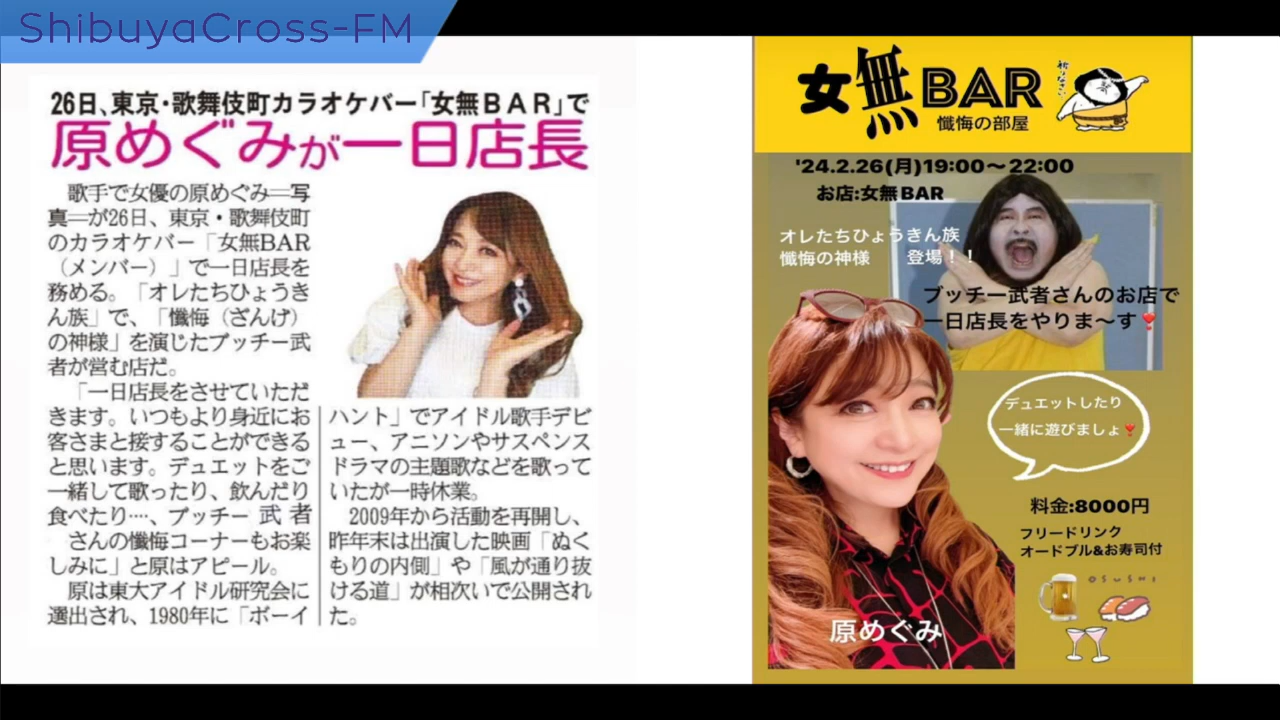 ShibuyaCross-FM
26日、東京・歌舞伎町カラオケバー「女無BAR」で
原めぐみが一日店長
歌手で女優の原めぐみ＝写
真＝が26日、東京・歌舞伎町
のカラオケバー「女無BAR
（メンバー）」で一日店長を
務める。「オレたちひょうき
ん族」で、「懺悔（ざんげ）
の神様」を演じたブッチー武
者が営む店だ。
「一日店長をさせていただ
きます。いつもより身近にお
客さまと接することができる
と思います。デュエットをご
一緒して歌ったり、飲んだり
食べたり…、ブッチー武者
さんの懺悔コーナーもお楽
しみに」と原はアピール。
原は東大アイドル研究会に
選出され、1980年に「ボーイ
ハント」でアイドル歌手デビ
ュー、アニソンやサスペンス
ドラマの主題歌などを歌って
いたが一時休業。
2009年から活動を再開し、
昨年末は出演した映画「ぬく
もりの内側」や「風が通り抜
ける道」が相次いで公開され
た。
女無BAR
懺悔の部屋
'24.2.26(月)19:00〜22:00
お店:女無BAR
オレたちひょうきん族
懺悔の神様 登場！！
ブッチー武者さんのお店で
一日店長をやりま〜す❣
デュエットしたり
一緒に遊びましょ❣
料金:8000円
フリードリンク
オードブル&お寿司付
OSUSHI
原めぐみ